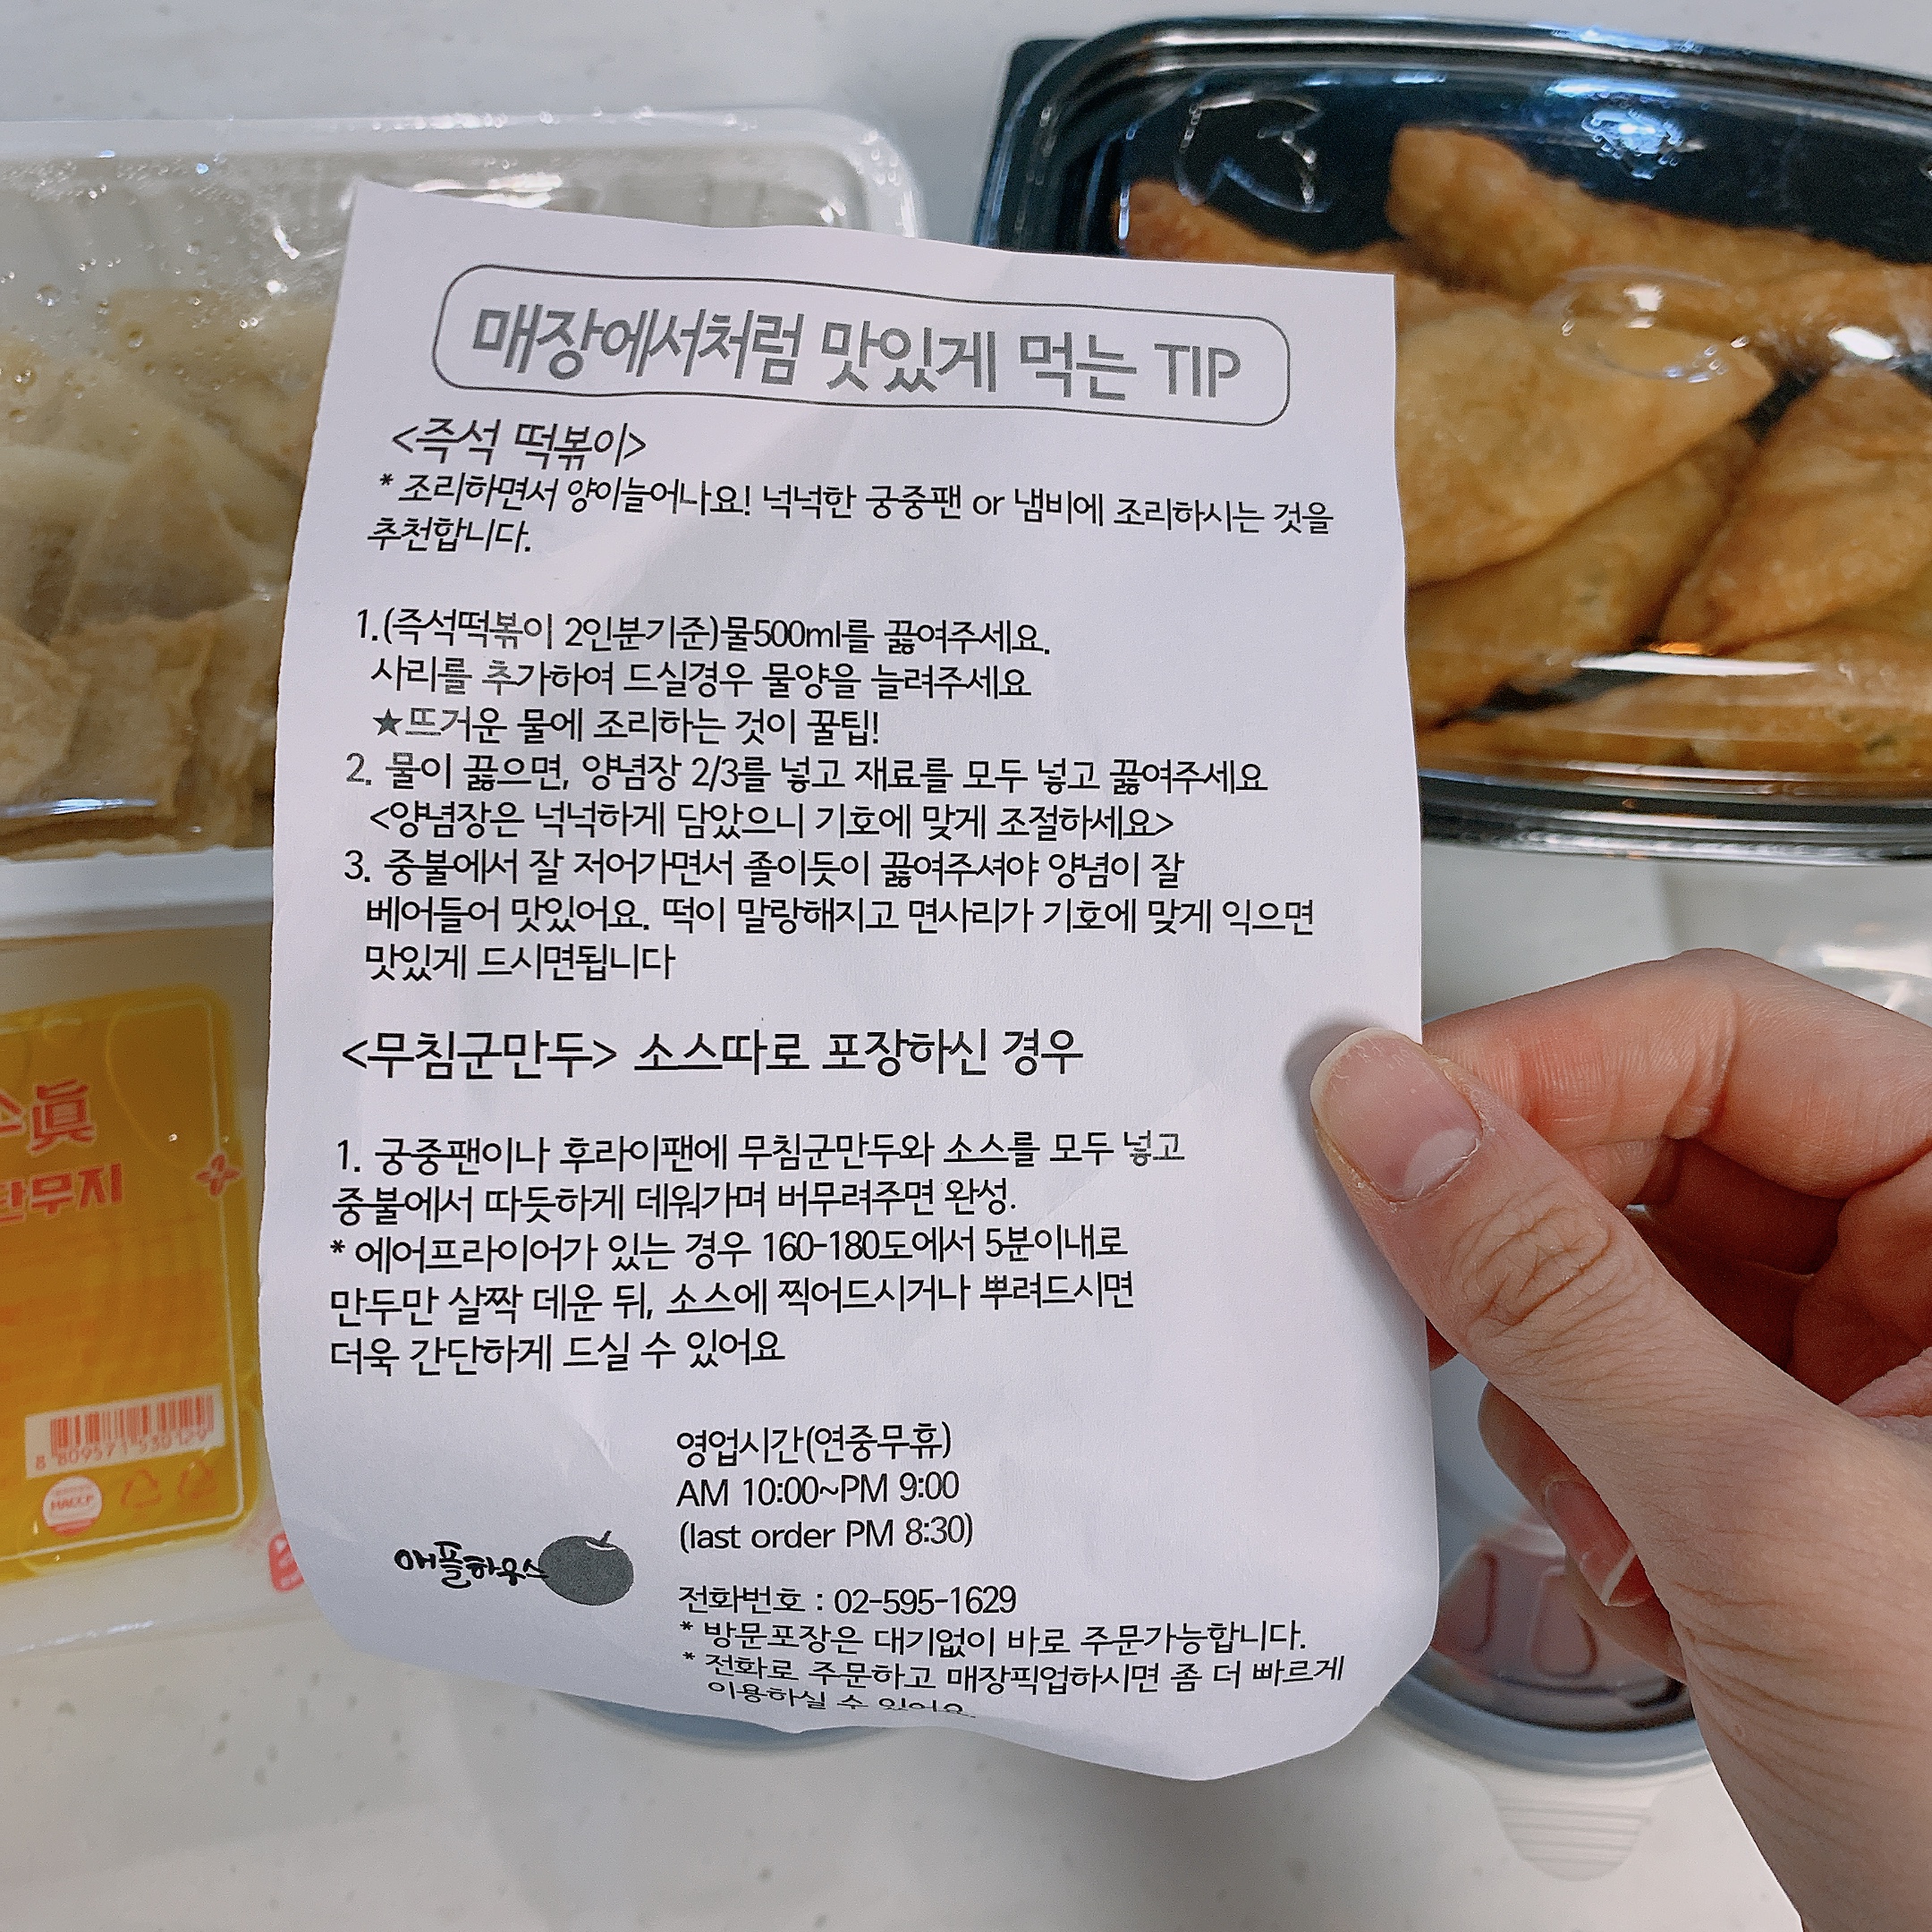 매장에서처럼 맛있게 먹는 TIP
<즉석 떡볶이>
* 조리하면서 양이늘어나요! 넉넉한 궁중팬 or 냄비에 조리하시는 것을
추천합니다.
1.(즉석떡볶이 2인분기준)물500ml를 끓여주세요.
사리를 추가하여 드실경우 물양을 늘려주세요
★뜨거운 물에 조리하는 것이 꿀팁!
2. 물이 끓으면, 양념장 2/3를 넣고 재료를 모두 넣고 끓여주세요
<양념장은 넉넉하게 담았으니 기호에 맞게 조절하세요>
3. 중불에서 잘 저어가면서 졸이듯이 끓여주셔야 양념이 잘
베어들어 맛있어요. 떡이 말랑해지고 면사리가 기호에 맞게 익으면
맛있게 드시면됩니다
<무침군만두> 소스따로 포장하신 경우
1. 궁중팬이나 후라이팬에 무침군만두와 소스를 모두 넣고
중불에서 따듯하게 데워가며 버무려주면 완성.
* 에어프라이어가 있는 경우 160-180도에서 5분이내로
만두만 살짝 데운 뒤, 소스에 찍어드시거나 뿌려드시면
더욱 간단하게 드실 수 있어요
영업시간(연중무휴)
AM 10:00~PM 9:00
(last order PM 8:30)
애플하우스
전화번호 : 02-595-1629
* 방문포장은 대기없이 바로 주문가능합니다.
* 전화로 주문하고 매장픽업하시면 좀 더 빠르게
이용하실 수 있어요.
스眞
단무지
8 809571 530129
HACCP